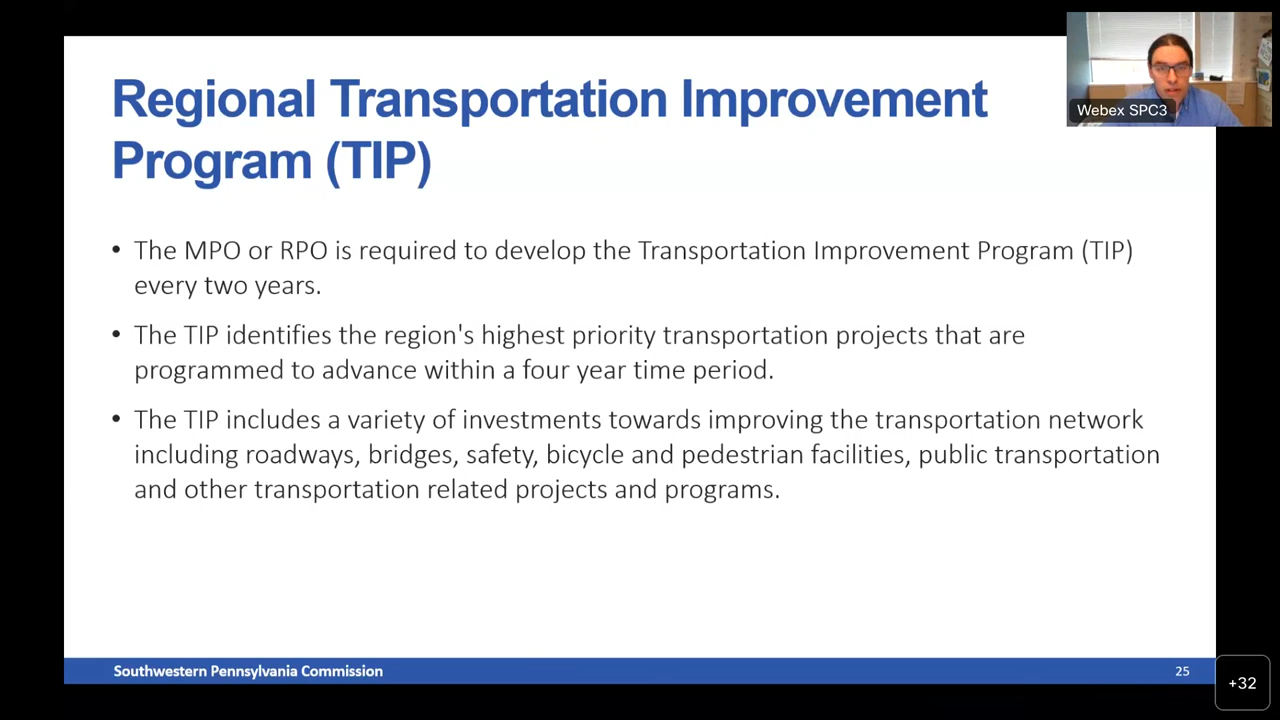 Regional Transportation Improvement
Program (TIP)
Webex SPC3
• The MPO or RPO is required to develop the Transportation Improvement Program (TIP)
every two years.
• The TIP identifies the region's highest priority transportation projects that are
programmed to advance within a four year time period.
• The TIP includes a variety of investments towards improving the transportation network
including roadways, bridges, safety, bicycle and pedestrian facilities, public transportation
and other transportation related projects and programs.
Southwestern Pennsylvania Commission
25
+32